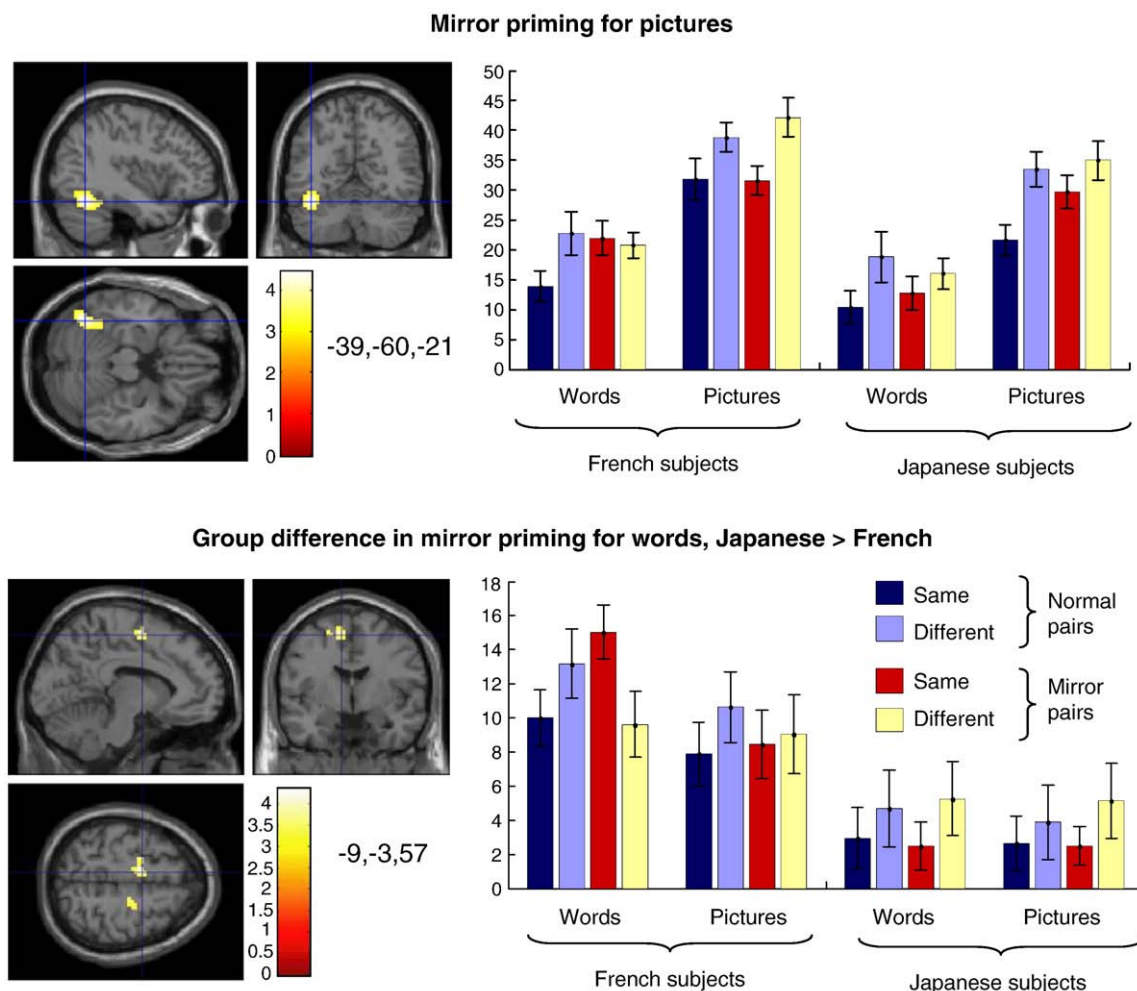 Mirror priming for pictures
4
3
2
1
0
-39,-60,-21
50
45
40
35
30
25
20
15
10
5
0
Words
Pictures
Words
Pictures
French subjects
Japanese subjects
Group difference in mirror priming for words, Japanese > French
4
3.5
3
2.5
2
1.5
1
0.5
0
-9,-3,57
18
16
14
12
10
8
6
4
2
0
Same
Different
Normal
pairs
Same
Different
Mirror
pairs
Words
Pictures
Words
Pictures
French subjects
Japanese subjects